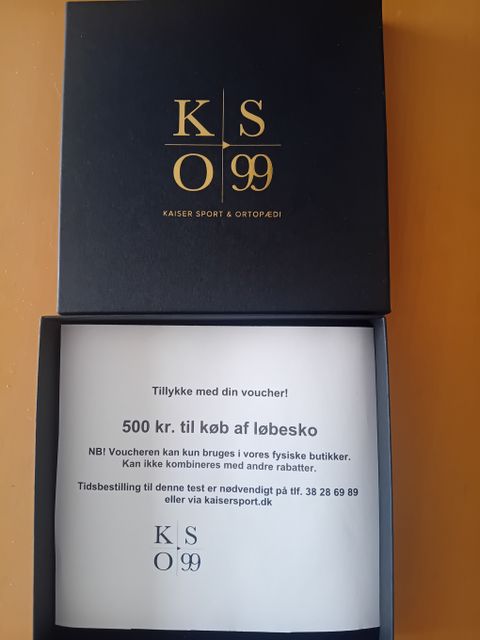 K S
O 99
KAISER SPORT & ORTOPÆDI
Tillykke med din voucher!
500 kr. til køb af løbesko
NB! Voucheren kan kun bruges i vores fysiske butikker.
Kan ikke kombineres med andre rabatter.
Tidsbestilling til denne test er nødvendigt på tlf. 38 28 69 89
eller via kaisersport.dk
K S
O 99